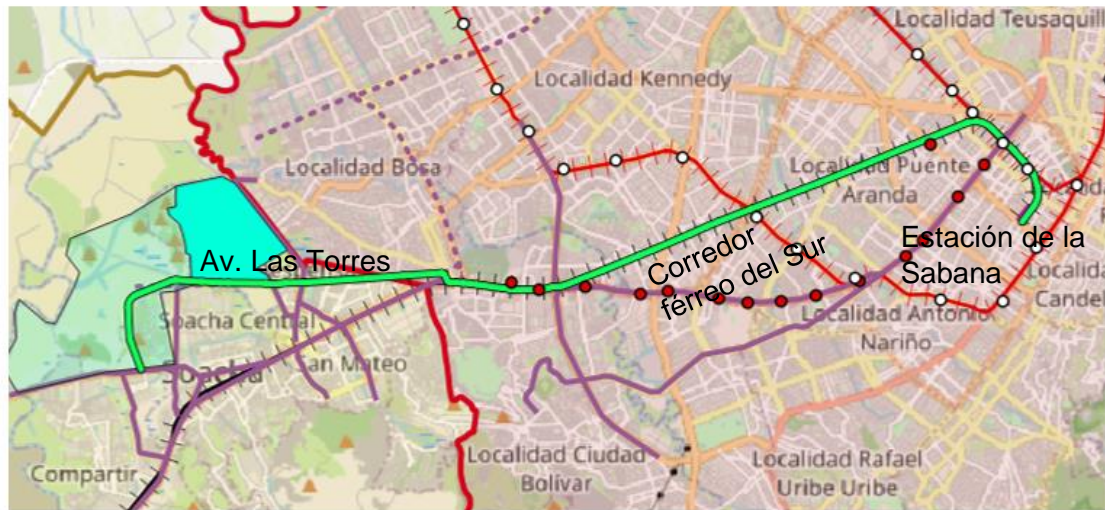 Localidad Teusaquill
Localidad Kennedy
Localidad Bosa
Localidad Puente
Aranda
Av. Las Torres
Corredor
férreo del Sur
Estación de la
Sabana
Localidad
Candel
Soacha Central
San Mateo
Soacha
Localidad Antonio
Nariño
Compartir
Localidad Ciudad
Bolívar
Localidad Rafael
Uribe Uribe